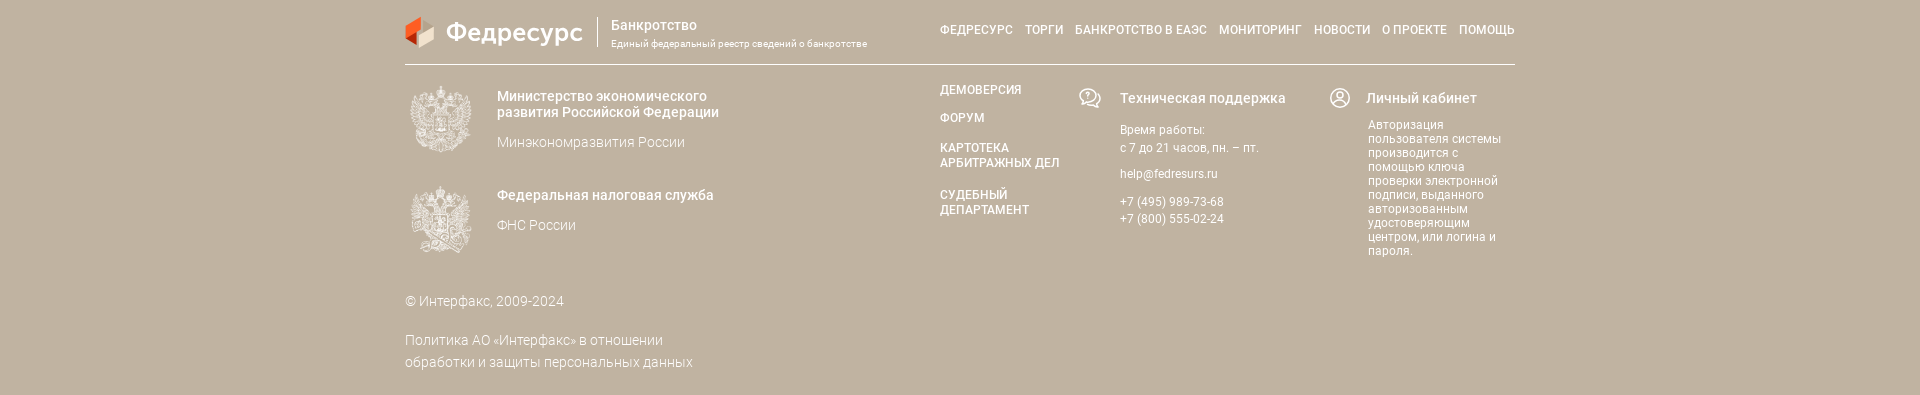 Федресурс
Банкротство
Единый федеральный реестр сведений о банкротстве
ФЕДРЕСУРС ТОРГИ БАНКРОТСТВО В ЕАЭС МОНИТОРИНГ НОВОСТИ О ПРОЕКТЕ ПОМОЩЬ
Министерство экономического
развития Российской Федерации
Минэкономразвития России
Федеральная налоговая служба
ФНС России
ДЕМОВЕРСИЯ
ФОРУМ
КАРТОТЕКА
АРБИТРАЖНЫХ ДЕЛ
СУДЕБНЫЙ
ДЕПАРТАМЕНТ
Техническая поддержка
Время работы:
с 7 до 21 часов, пн. – пт.
help@fedresurs.ru
+7 (495) 989-73-68
+7 (800) 555-02-24
Личный кабинет
Авторизация
пользователя системы
производится с
помощью ключа
проверки электронной
подписи, выданного
авторизованным
удостоверяющим
центром, или логина и
пароля.
© Интерфакс, 2009-2024
Политика АО «Интерфакс» в отношении
обработки и защиты персональных данных